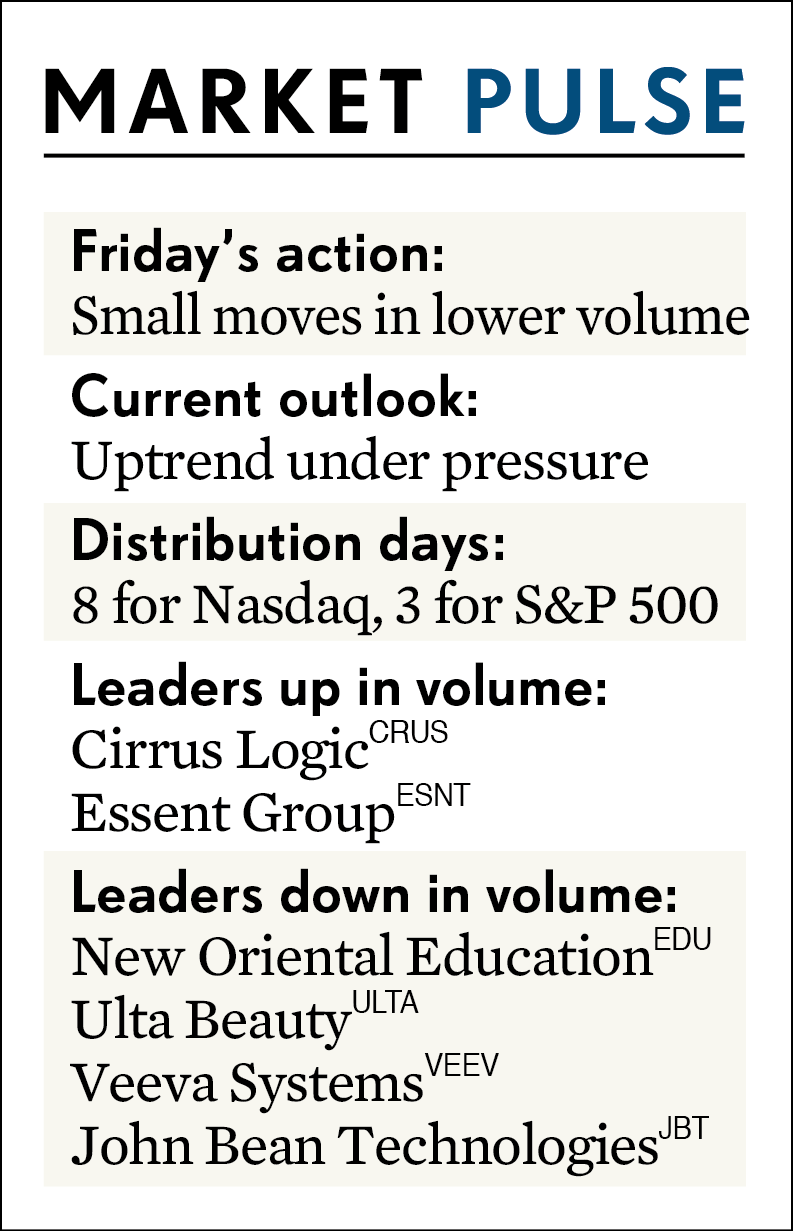 MARKET PULSE
Friday’s action:
Small moves in lower volume
Current outlook:
Uptrend under pressure
Distribution days:
8 for Nasdaq, 3 for S&P 500
Leaders up in volume:
Cirrus Logic CRUS
Essent Group ESNT
Leaders down in volume:
New Oriental Education EDU
Ulta Beauty ULTA
Veeva Systems VEEV
John Bean Technologies JBT